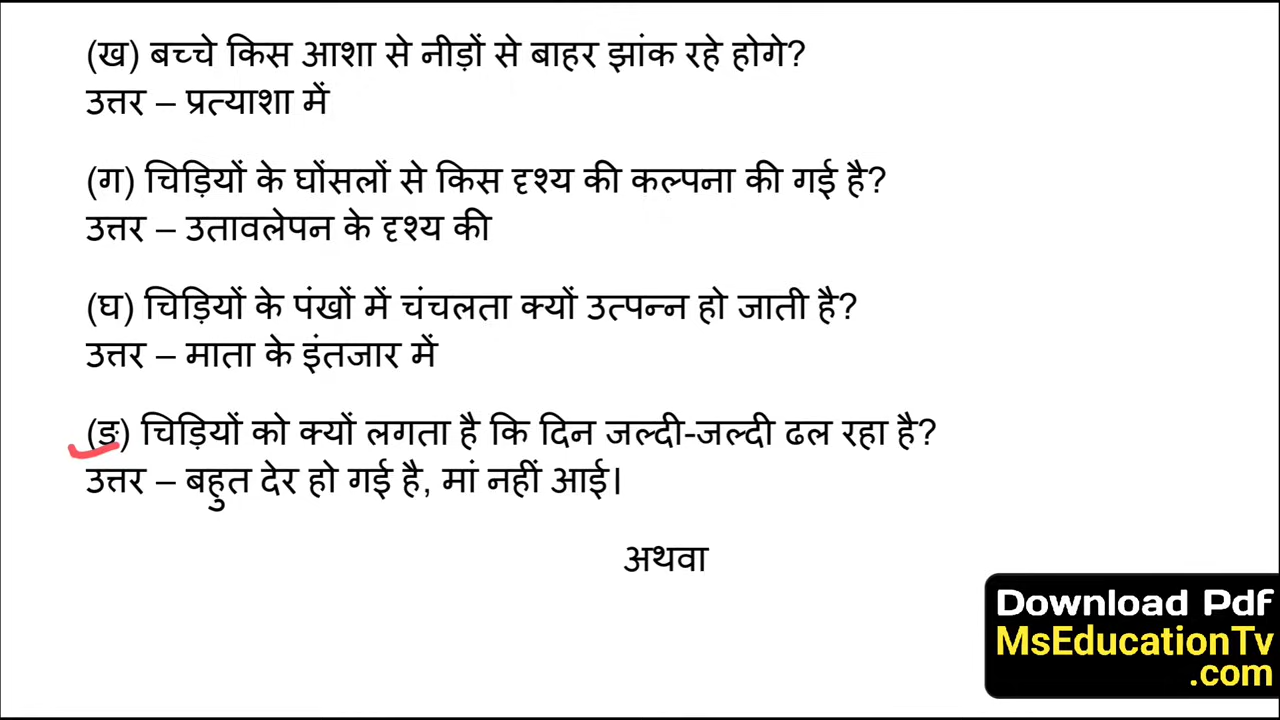 (ख) बच्चे किस आशा से नीड़ों से बाहर झांक रहे होगे?
उत्तर – प्रत्याशा में
(ग) चिड़ियों के घोंसलों से किस दृश्य की कल्पना की गई है?
उत्तर – उतावलेपन के दृश्य की
(घ) चिड़ियों के पंखों में चंचलता क्यों उत्पन्न हो जाती है?
उत्तर – माता के इंतजार में
(ङ) चिड़ियों को क्यों लगता है कि दिन जल्दी-जल्दी ढल रहा है?
उत्तर – बहुत देर हो गई है, मां नहीं आई।
अथवा
Download Pdf
MsEducationTv
.com